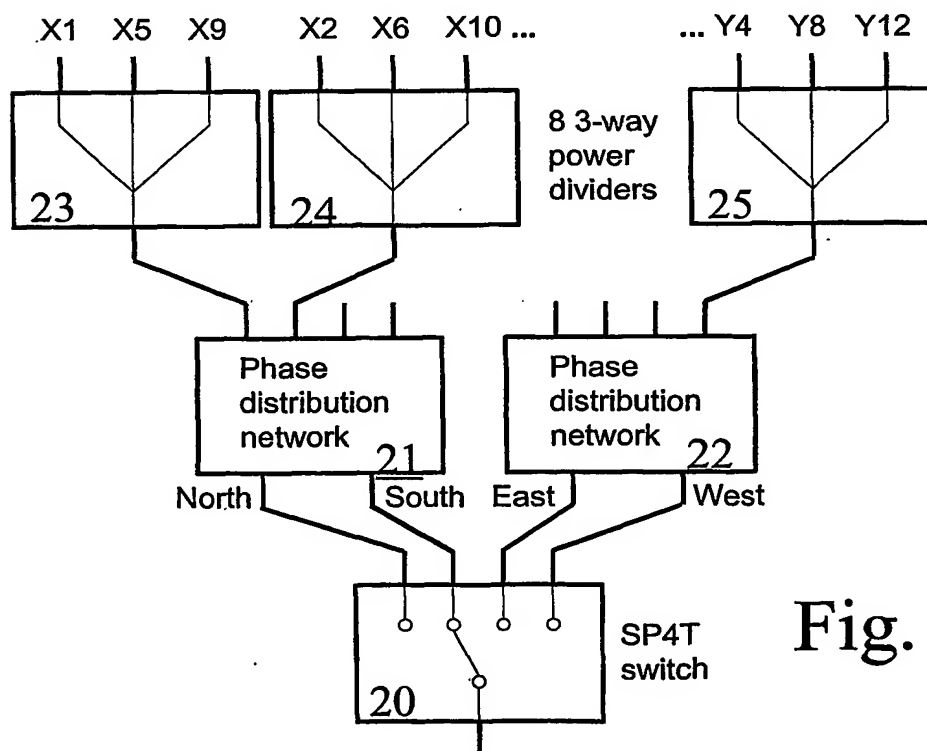 X1 X5 X9 X2 X6 X10 ... ... Y4 Y8 Y12
8 3-way
power
dividers
23
24
25
Phase
distribution
network
21
Phase
distribution
network
22
North
South
East
West
SP4T
switch
20
Fig.